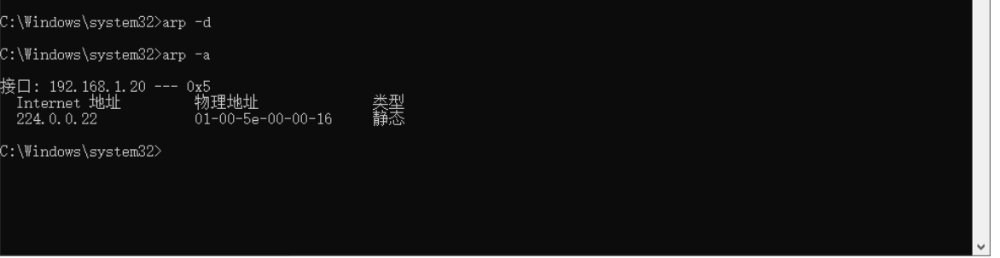 C:\Windows\system32>arp -d
C:\Windows\system32>arp -a
接口: 192.168.1.20 --- 0x5
Internet 地址 物理地址 类型
224.0.0.22 01-00-5e-00-00-16 静态
C:\Windows\system32>